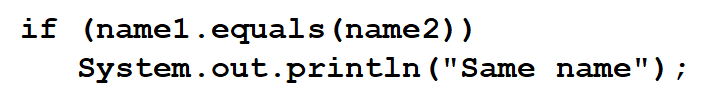 if (name1.equals(name2))
System.out.println("Same name");